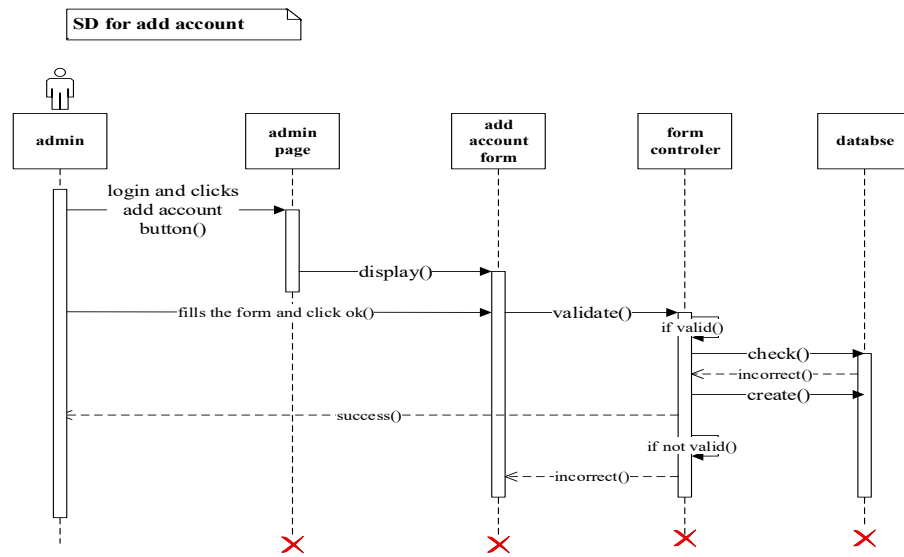 SD for add account
admin
admin
page
add
account
form
form
controler
databse
login and clicks
add account
button()
display()
fills the form and click ok()
validate()
if valid()
check()
incorrect()
create()
success()
if not valid()
incorrect()